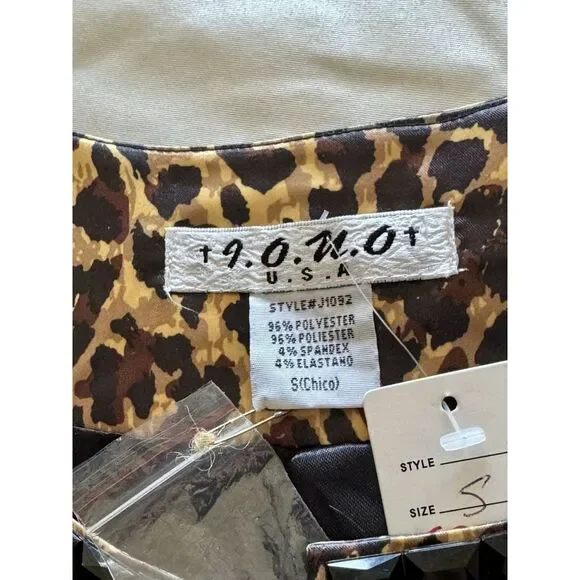 †I.O.N.O†
U.S.A
STYLE#J1092
96% POLYESTER
96% POLIESTER
4% SPANDEX
4% ELASTANO
S(Chico)
STYLE
SIZE S